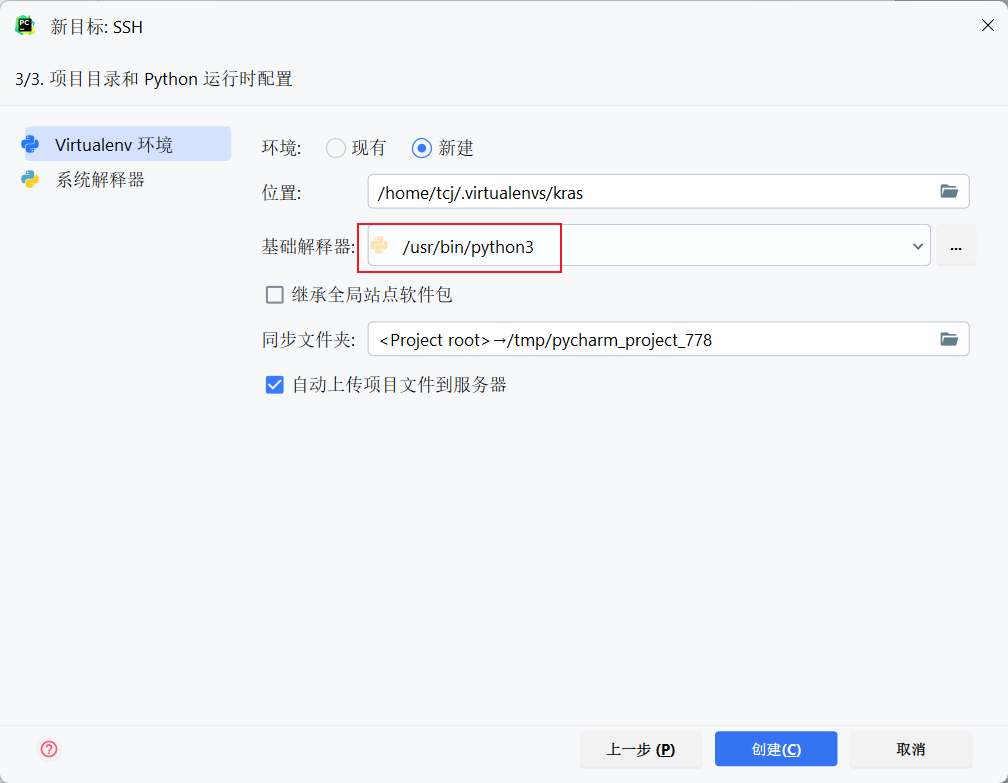 新目标: SSH
3/3. 项目目录和 Python 运行时配置
Virtualenv 环境
系统解释器
环境: 现有 新建
位置: /home/tcj/.virtualenvs/kras
基础解释器: /usr/bin/python3 ...
继承全局站点软件包
同步文件夹: <Project root>→/tmp/pycharm_project_778
自动上传项目文件到服务器
? 上一步 (P) 创建(C) 取消